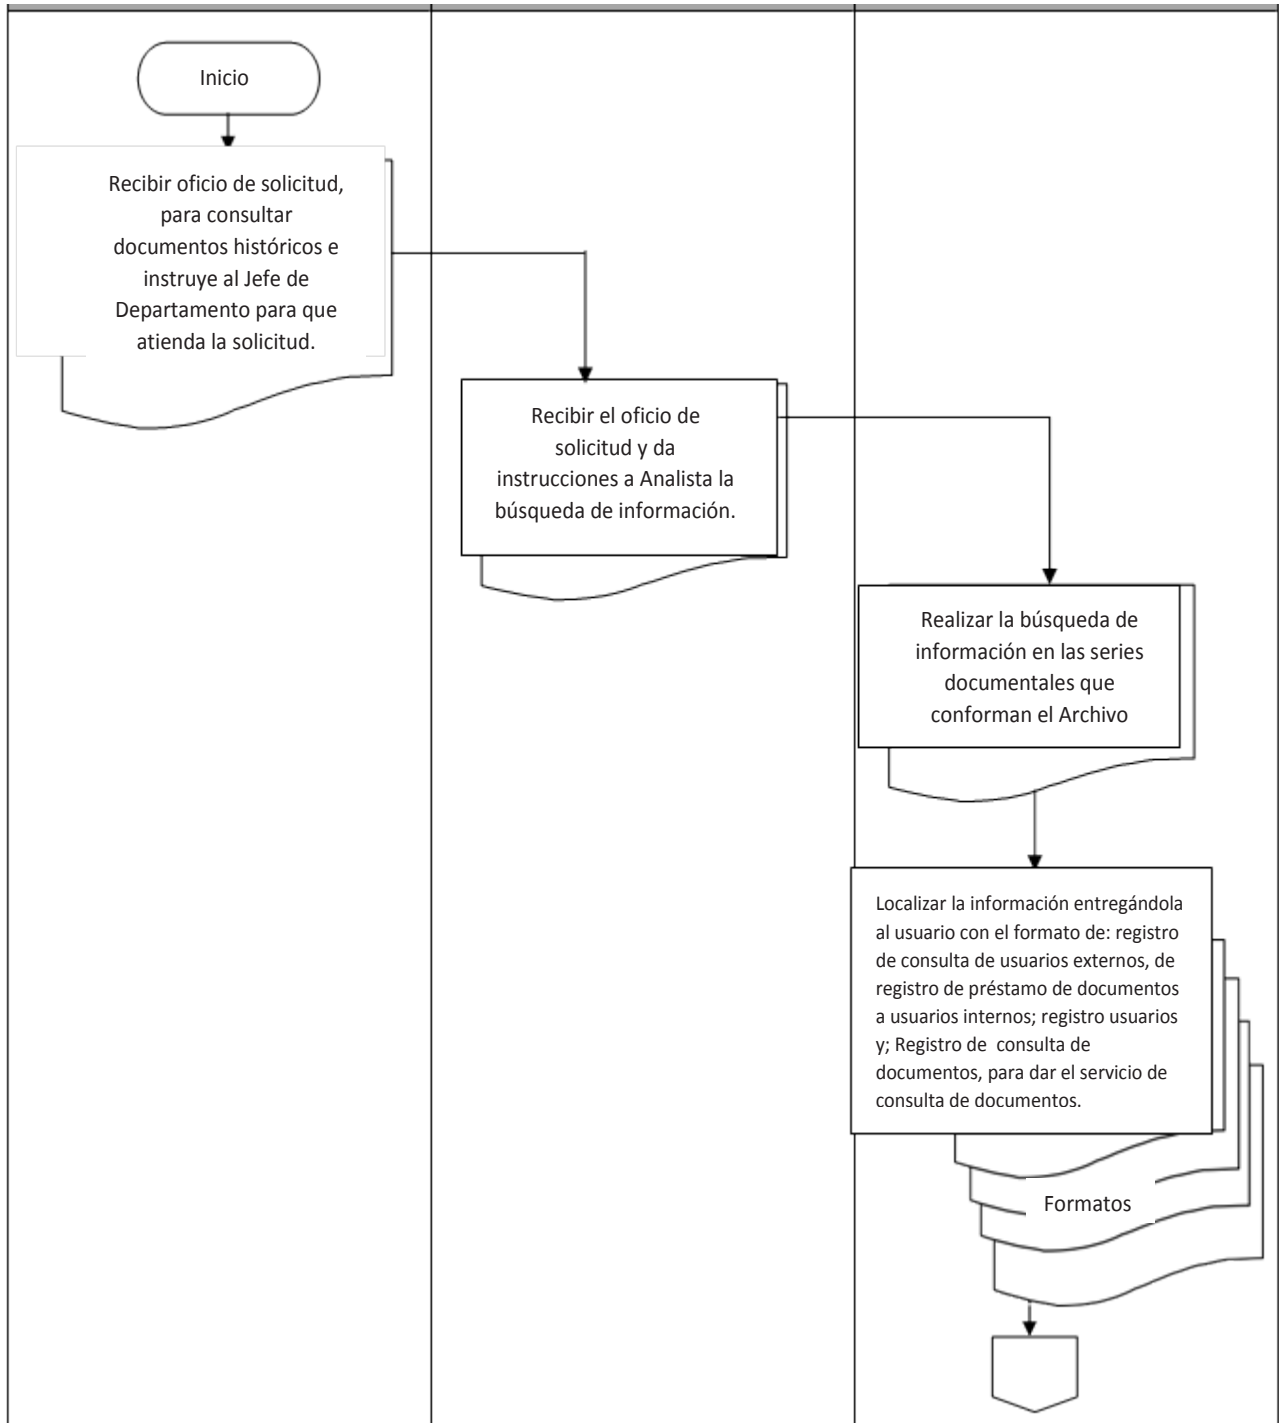 Inicio
Recibir oficio de solicitud,
para consultar
documentos históricos e
instruye al Jefe de
Departamento para que
atienda la solicitud.
Recibir el oficio de
solicitud y da
instrucciones a Analista la
búsqueda de información.
Realizar la búsqueda de
información en las series
documentales que
conforman el Archivo
Localizar la información entregándola
al usuario con el formato de: registro
de consulta de usuarios externos, de
registro de préstamo de documentos
a usuarios internos; registro usuarios
y; Registro de consulta de
documentos, para dar el servicio de
consulta de documentos.
Formatos